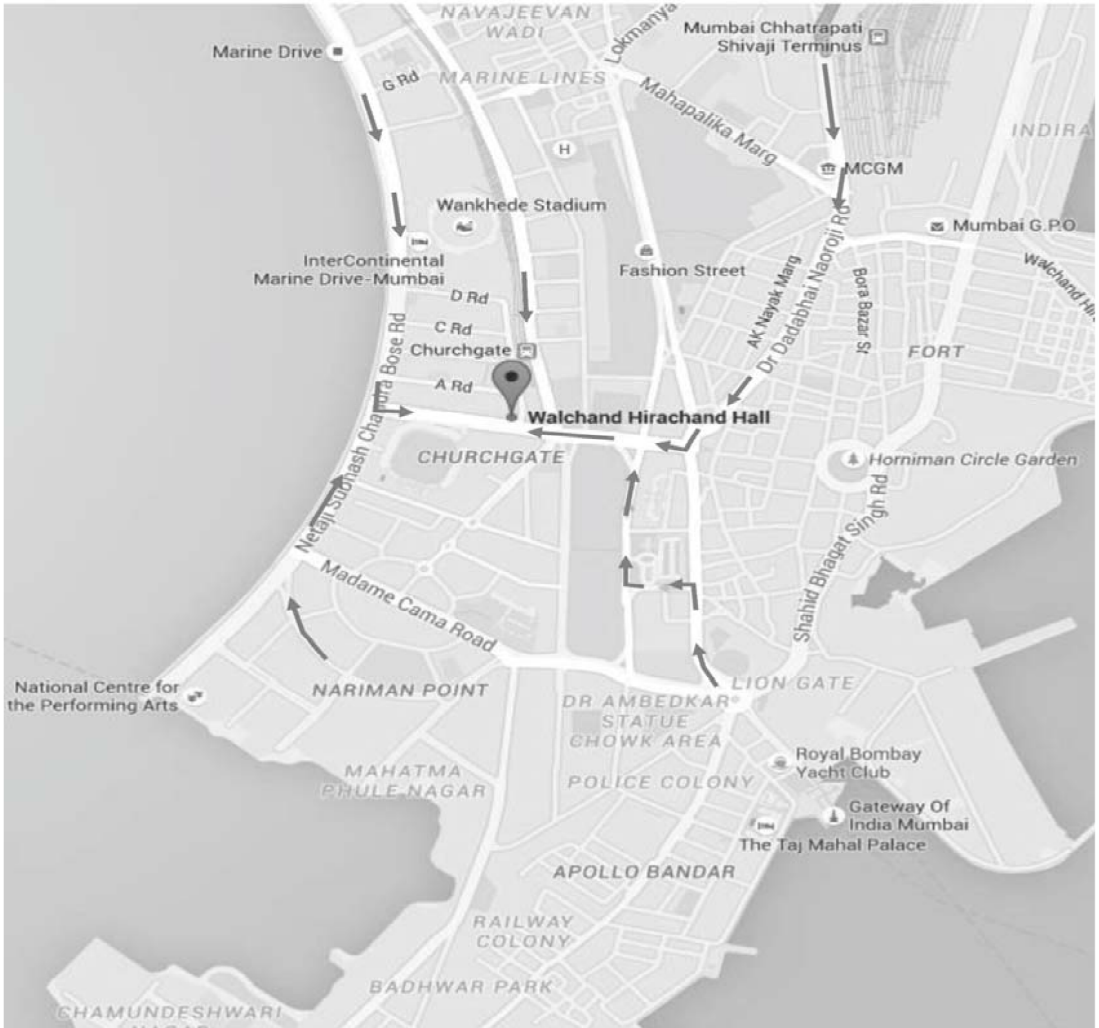 NAVAJEEVAN
WADI
Lokmanya
Mumbai Chhatrapati
Shivaji Terminus
Marine Drive
G Rd
MARINE LINES
Mahapalika Marg
INDIRA
H
MCGM
Wankhede Stadium
Mumbai G.P.O
InterContinental
Marine Drive-Mumbai
Fashion Street
AK Nayak Marg
Dr Dadabhai Naoroji Rd
Bora Bazar St
Walchand Hir
D Rd
C Rd
Churchgate
FORT
A Rd
Netaji Subhash Chandra Bose Rd
Walchand Hirachand Hall
CHURCHGATE
Horniman Circle Garden
Shahid Bhagat Singh Rd
Madame Cama Road
National Centre for
the Performing Arts
NARIMAN POINT
LION GATE
DR AMBEDKAR
STATUE
CHOWK AREA
Royal Bombay
Yacht Club
MAHATMA
PHULE NAGAR
POLICE COLONY
Gateway Of
India Mumbai
The Taj Mahal Palace
APOLLO BANDAR
RAILWAY
COLONY
BADHWAR PARK
CHAMUNDESHWARI
NAGAR